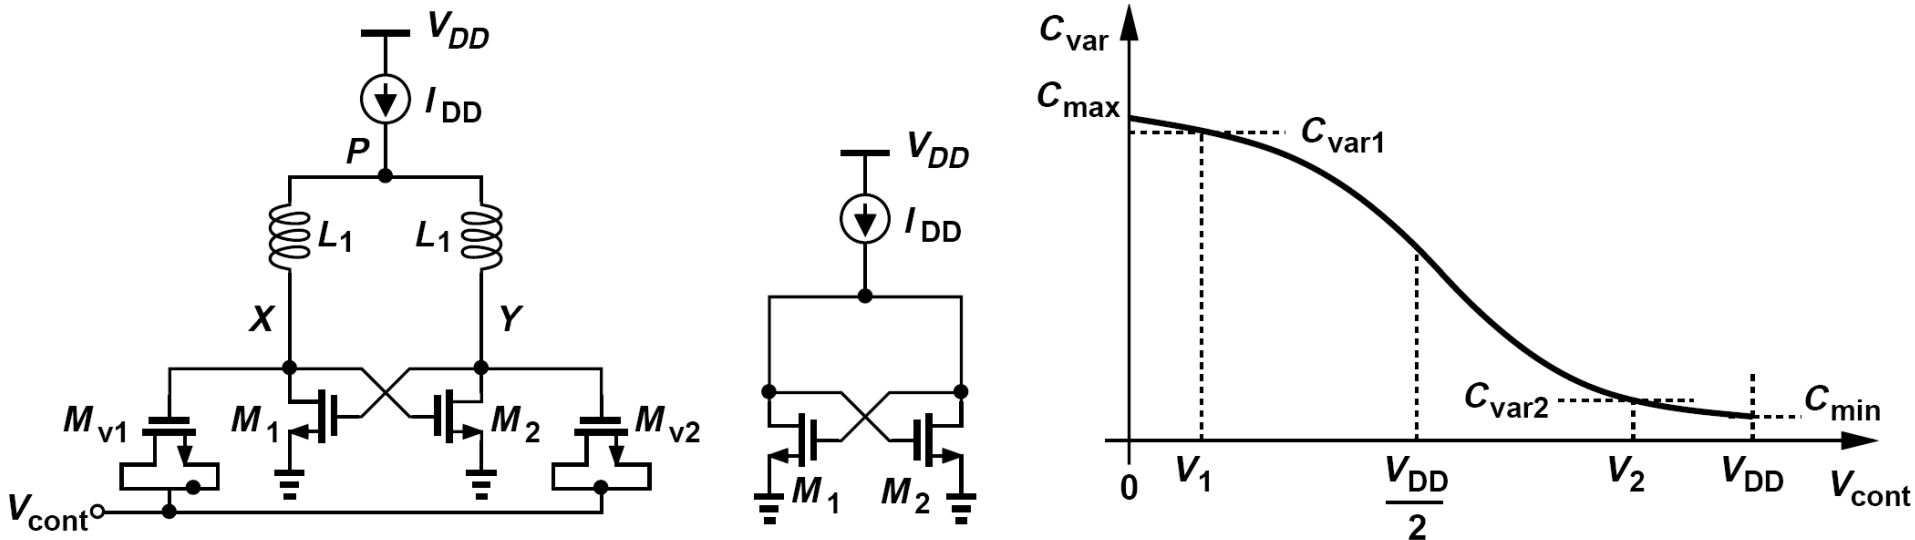 VDD
IDD
P
L1 L1
X Y
Mv1 M1 M2 Mv2
Vcont
VDD
IDD
M1 M2
Cvar
Cmax
Cvar1
Cvar2
Cmin
0 V1 VDD/2 V2 VDD Vcont